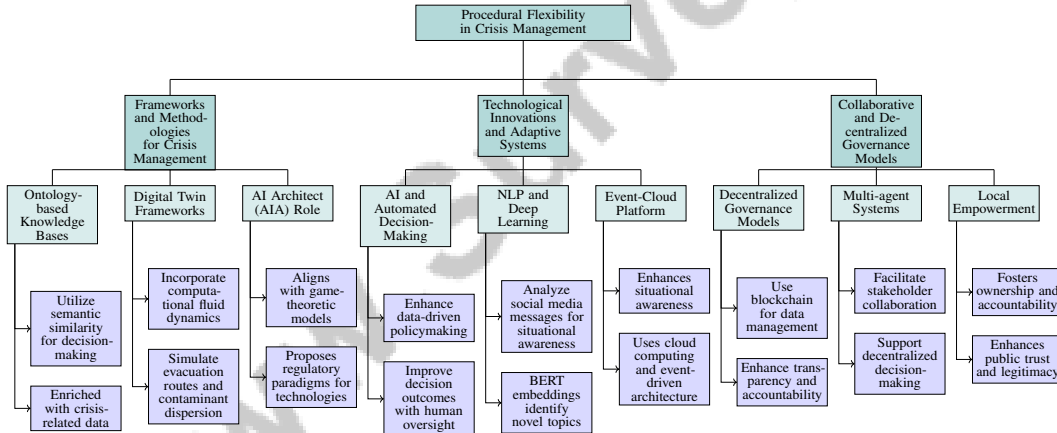 Procedural Flexibility
in Crisis Management
Frameworks
and Method-
ologies
for Crisis
Management
Technological
Innovations
and Adaptive
Systems
Collaborative
and De-
centralized
Governance
Models
Ontology-
based
Knowledge
Bases
Digital Twin
Frameworks
AI Architect
(AIA) Role
AI and
Automated
Decision-
Making
NLP and
Deep
Learning
Event-Cloud
Platform
Decentralized
Governance
Models
Multi-agent
Systems
Local
Empowerment
Utilize
semantic
similarity
for decision-
making
Enriched
with crisis-
related data
Incorporate
computa-
tional fluid
dynamics
Simulate
evacuation
routes and
contaminant
dispersion
Aligns
with game-
theoretic
models
Proposes
regulatory
paradigms for
technologies
Enhance
data-driven
policymaking
Improve
decision
outcomes
with human
oversight
Analyze
social media
messages for
situational
awareness
BERT
embeddings
identify
novel topics
Enhances
situational
awareness
Uses cloud
computing
and event-
driven
architecture
Use
blockchain
for data
management
Enhance trans-
parency and
accountability
Facilitate
stakeholder
collaboration
Support
decentralized
decision-
making
Fosters
ownership and
accountability
Enhances
public trust
and legitimacy